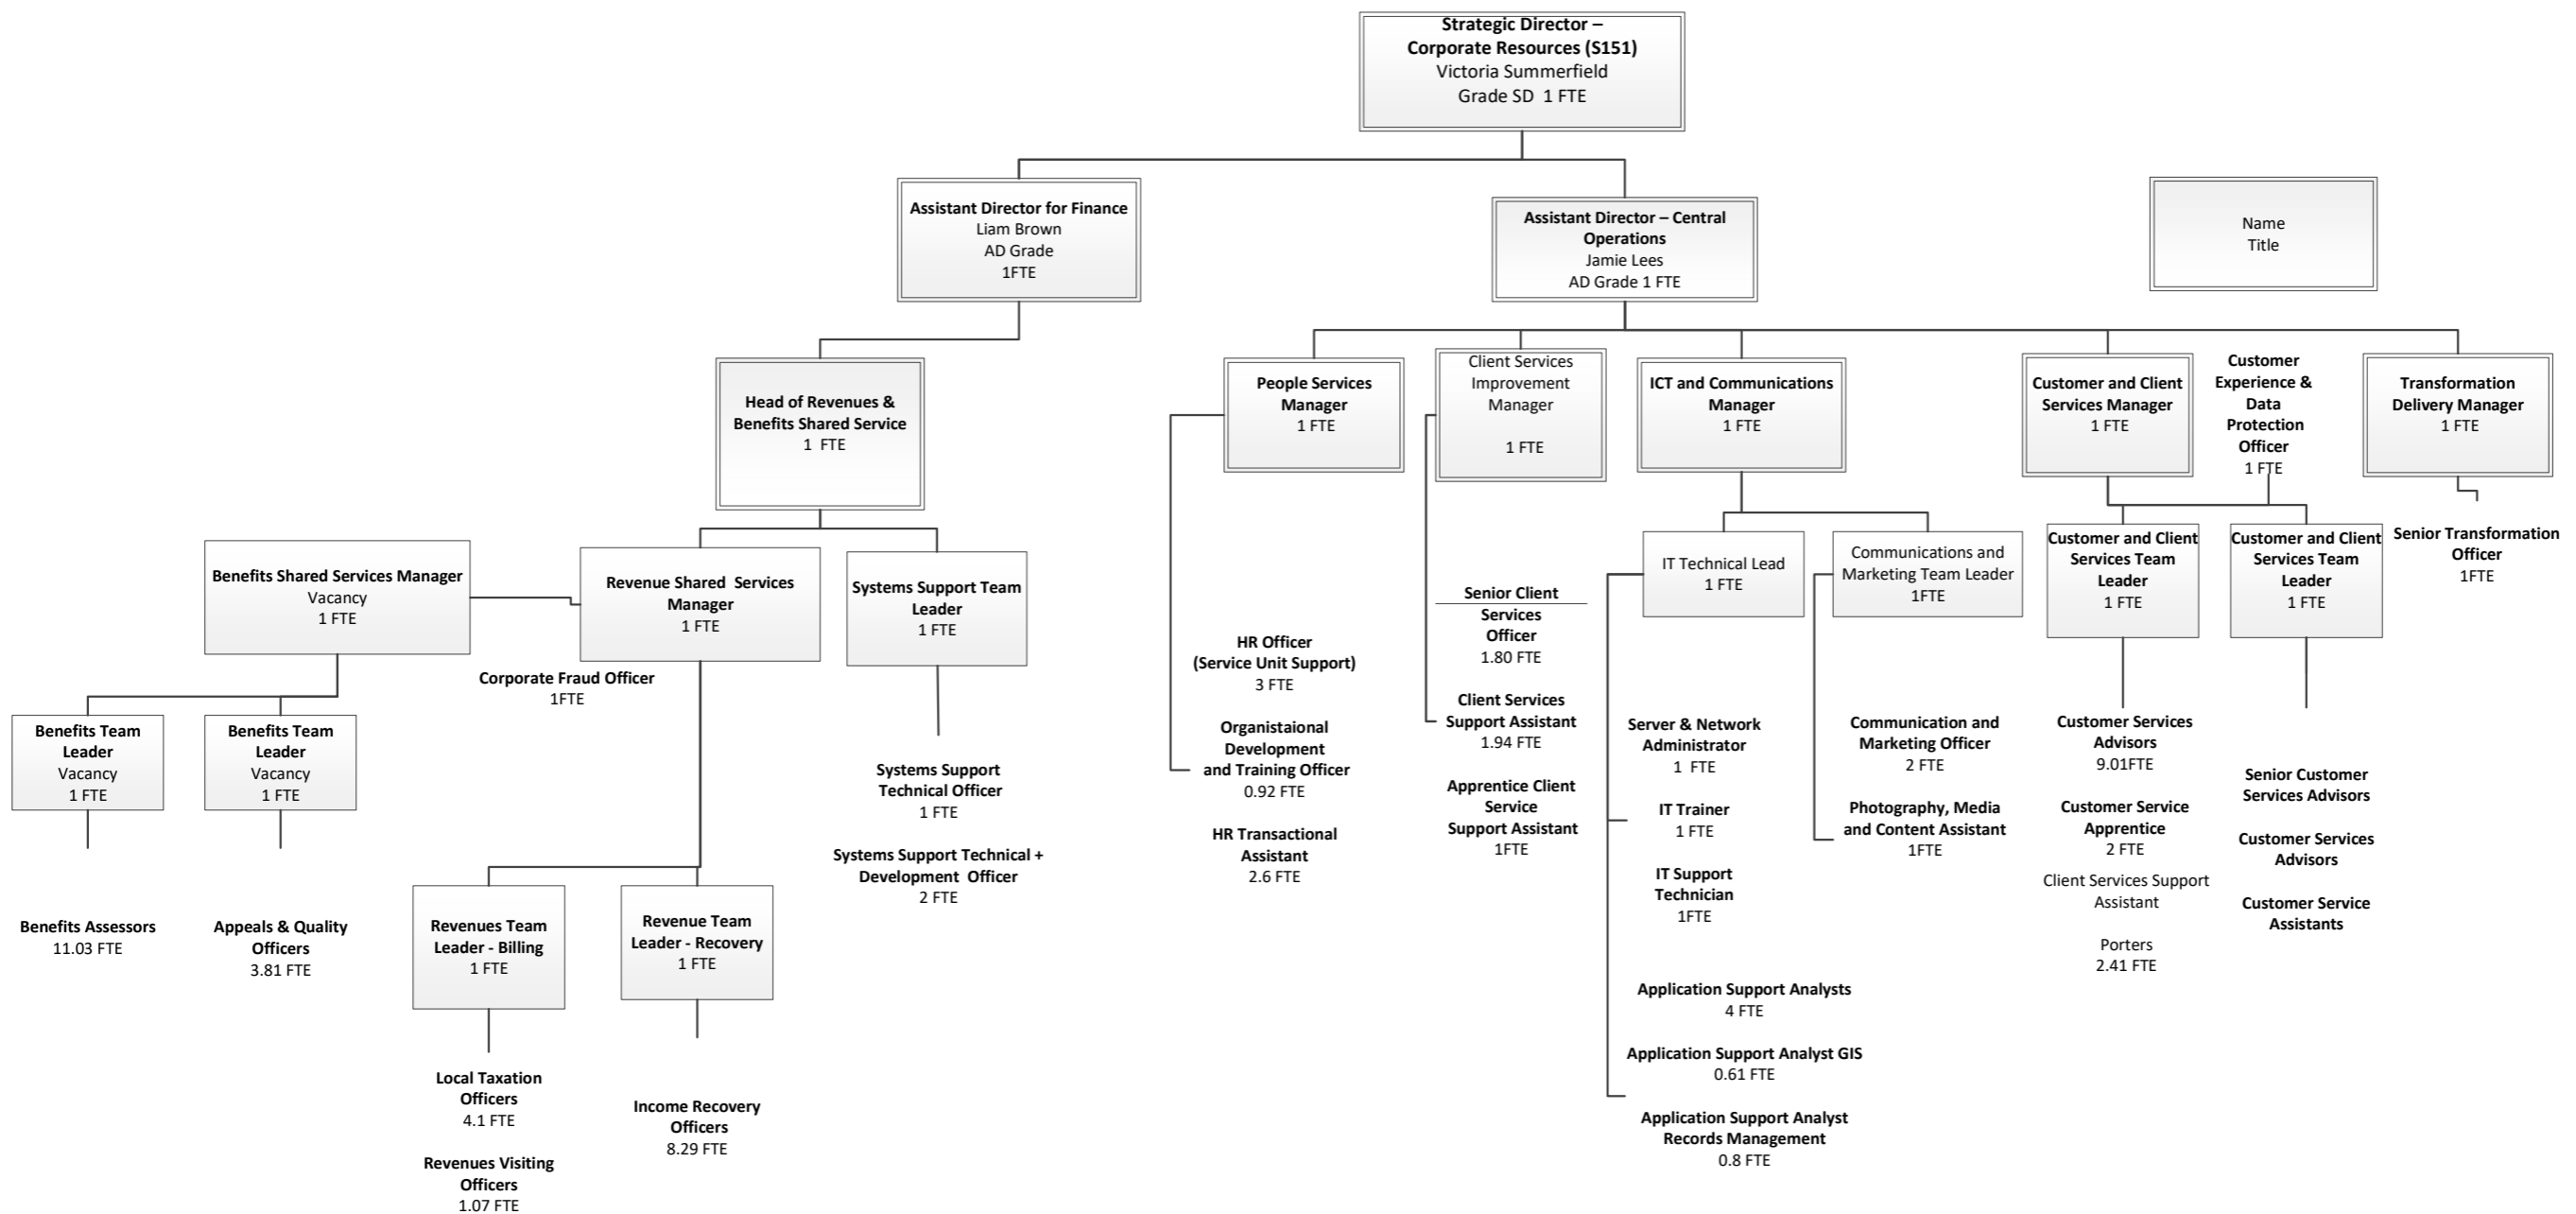 Strategic Director –
Corporate Resources (S151)
Victoria Summerfield
Grade SD 1 FTE
Assistant Director for Finance
Liam Brown
AD Grade
1FTE
Assistant Director – Central
Operations
Jamie Lees
AD Grade 1 FTE
Name
Title
Head of Revenues &
Benefits Shared Service
1 FTE
People Services
Manager
1 FTE
Client Services
Improvement
Manager
1 FTE
ICT and Communications
Manager
1 FTE
Customer and Client
Services Manager
1 FTE
Customer
Experience &
Data
Protection
Officer
1 FTE
Transformation
Delivery Manager
1 FTE
Benefits Shared Services Manager
Vacancy
1 FTE
Revenue Shared Services
Manager
1 FTE
Systems Support Team
Leader
1 FTE
Corporate Fraud Officer
1FTE
IT Technical Lead
1 FTE
Communications and
Marketing Team Leader
1FTE
Customer and Client
Services Team
Leader
1 FTE
Customer and Client
Services Team
Leader
1 FTE
Senior Transformation
Officer
1FTE
Benefits Team
Leader
Vacancy
1 FTE
Benefits Team
Leader
Vacancy
1 FTE
Benefits Assessors
11.03 FTE
Appeals & Quality
Officers
3.81 FTE
Revenues Team
Leader - Billing
1 FTE
Revenue Team
Leader - Recovery
1 FTE
Local Taxation
Officers
4.1 FTE
Revenues Visiting
Officers
1.07 FTE
Income Recovery
Officers
8.29 FTE
Systems Support
Technical Officer
1 FTE
Systems Support Technical +
Development Officer
2 FTE
HR Officer
(Service Unit Support)
3 FTE
Organistaional
Development
and Training Officer
0.92 FTE
HR Transactional
Assistant
2.6 FTE
Senior Client
Services
Officer
1.80 FTE
Client Services
Support Assistant
1.94 FTE
Apprentice Client
Service
Support Assistant
1FTE
Server & Network
Administrator
1 FTE
IT Trainer
1 FTE
IT Support
Technician
1FTE
Application Support Analysts
4 FTE
Application Support Analyst GIS
0.61 FTE
Application Support Analyst
Records Management
0.8 FTE
Communication and
Marketing Officer
2 FTE
Photography, Media
and Content Assistant
1FTE
Customer Services
Advisors
9.01FTE
Customer Service
Apprentice
2 FTE
Client Services Support
Assistant
Porters
2.41 FTE
Senior Customer
Services Advisors
Customer Services
Advisors
Customer Service
Assistants